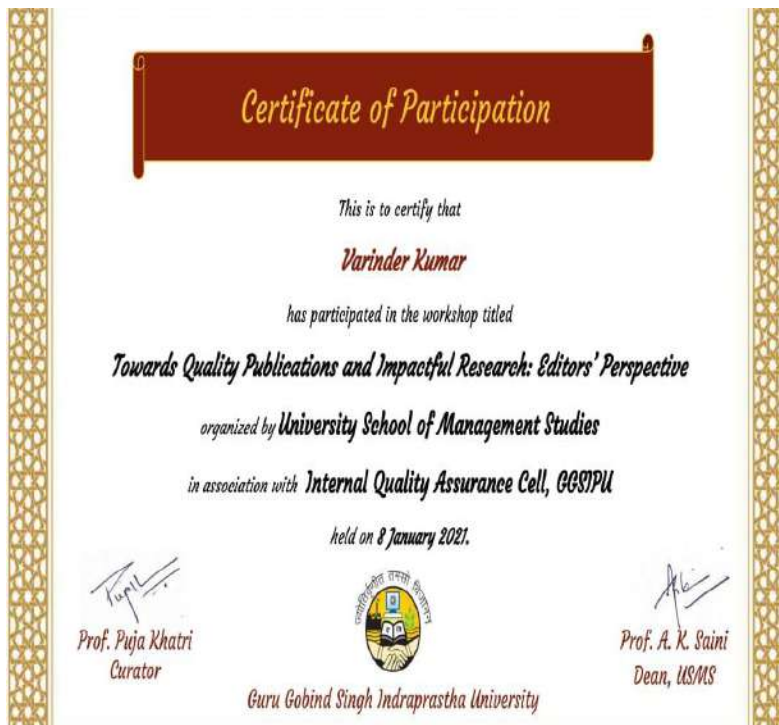 Certificate of Participation
This is to certify that
Varinder Kumar
has participated in the workshop titled
Towards Quality Publications and Impactful Research: Editors' Perspective
organized by University School of Management Studies
in association with Internal Quality Assurance Cell, GGSIPU
held on 8 January 2021.
Prof. Puja Khatri
Curator
Prof. A. K. Saini
Dean, USMS
Guru Gobind Singh Indraprastha University